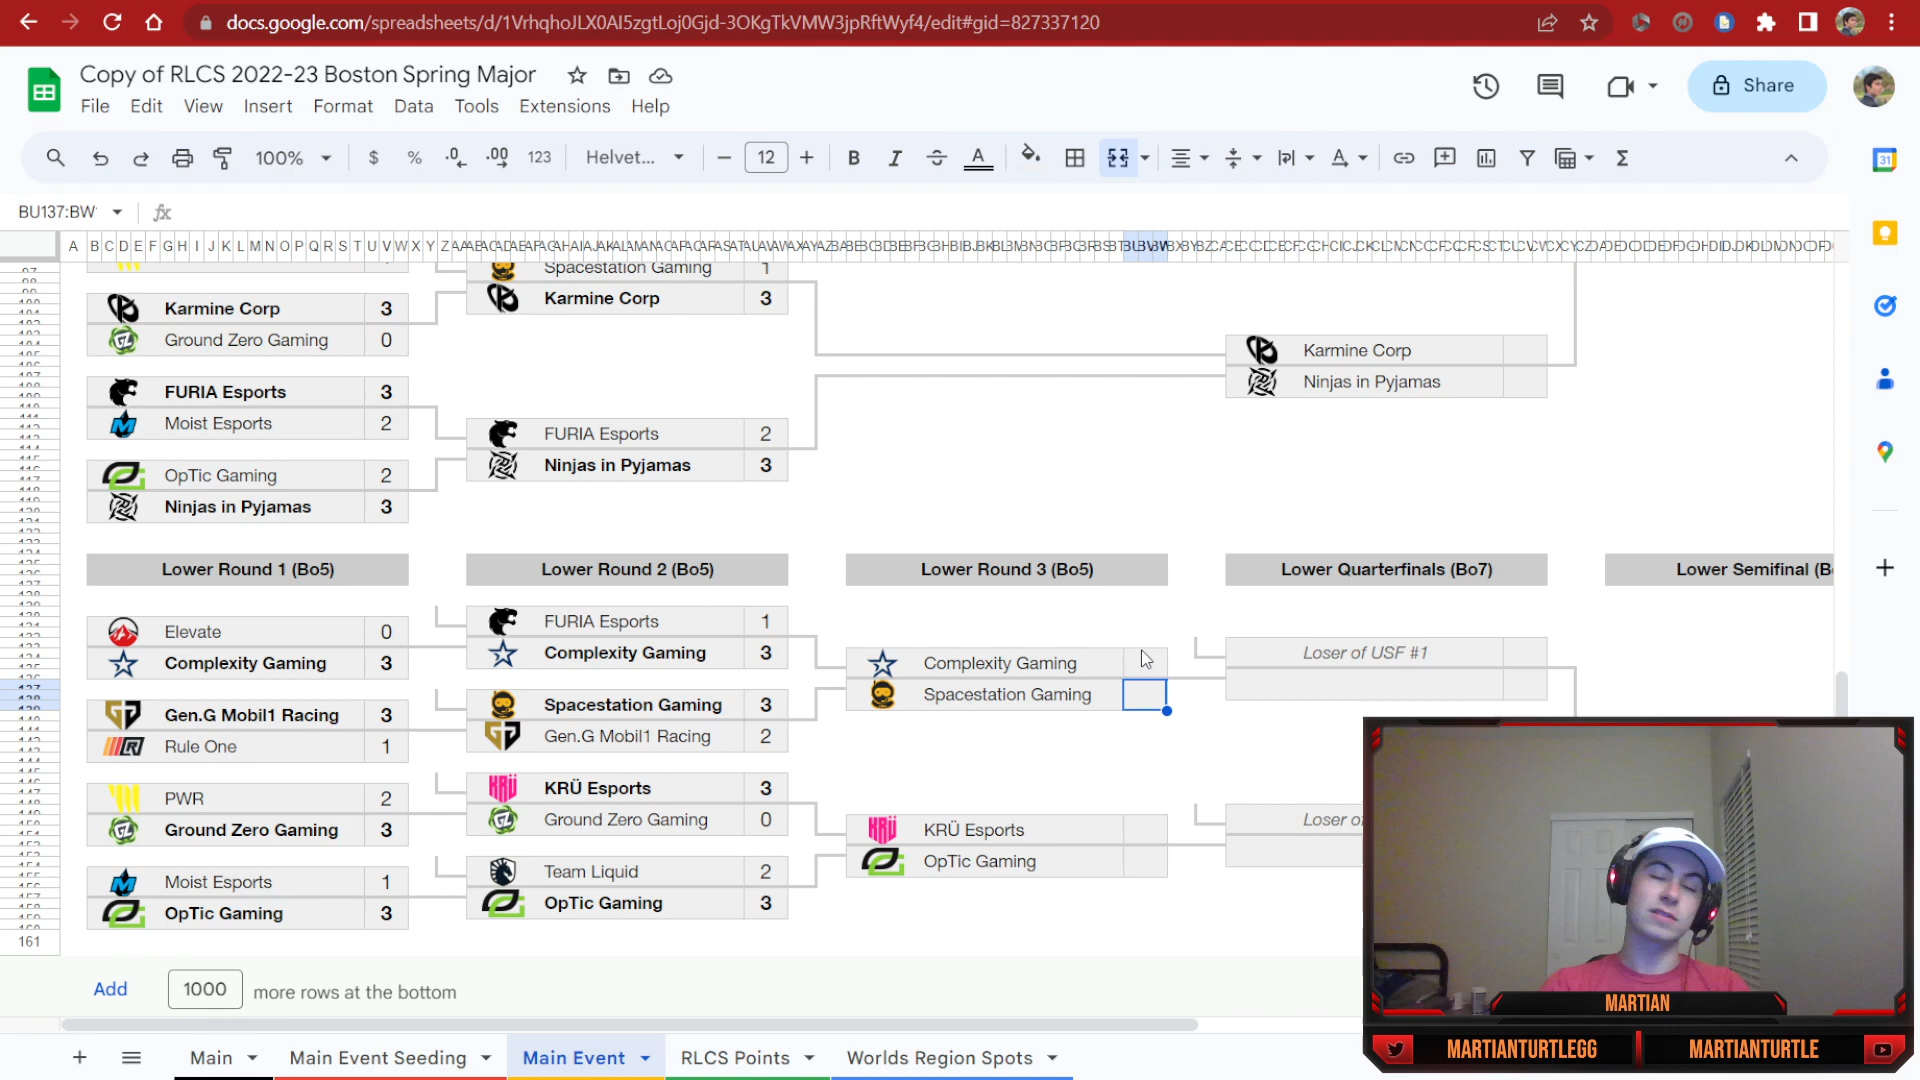 docs.google.com/spreadsheets/d/1VrhqhoJLX0AI5zgtLoj0Gjd-3OKgTkVMW3jpRftWyf4/edit#gid=827337120
Copy of RLCS 2022-23 Boston Spring Major
Share
File Edit View Insert Format Data Tools Extensions Help
100% $ % .0 .00 123 Helvet... 12 B I A
31
BU137:BW fx
Spacestation Gaming 1
Karmine Corp 3
Karmine Corp 3
Ground Zero Gaming 0
Karmine Corp
Ninjas in Pyjamas
FURIA Esports 3
Moist Esports 2
FURIA Esports 2
Ninjas in Pyjamas 3
OpTic Gaming 2
Ninjas in Pyjamas 3
Lower Round 1 (Bo5) Lower Round 2 (Bo5) Lower Round 3 (Bo5) Lower Quarterfinals (Bo7) Lower Semifinal (B
Elevate 0
Complexity Gaming 3
FURIA Esports 1
Complexity Gaming 3
Complexity Gaming
Spacestation Gaming
Loser of USF #1
Gen.G Mobil1 Racing 3
Rule One 1
Spacestation Gaming 3
Gen.G Mobil1 Racing 2
PWR 2
Ground Zero Gaming 3
KRÜ Esports 3
Ground Zero Gaming 0
KRÜ Esports
OpTic Gaming
Loser of
Moist Esports 1
OpTic Gaming 3
Team Liquid 2
OpTic Gaming 3
161
Add 1000 more rows at the bottom
Main Main Event Seeding Main Event RLCS Points Worlds Region Spots
MARTIAN
MARTIANTURTLEGG MARTIANTURTLE